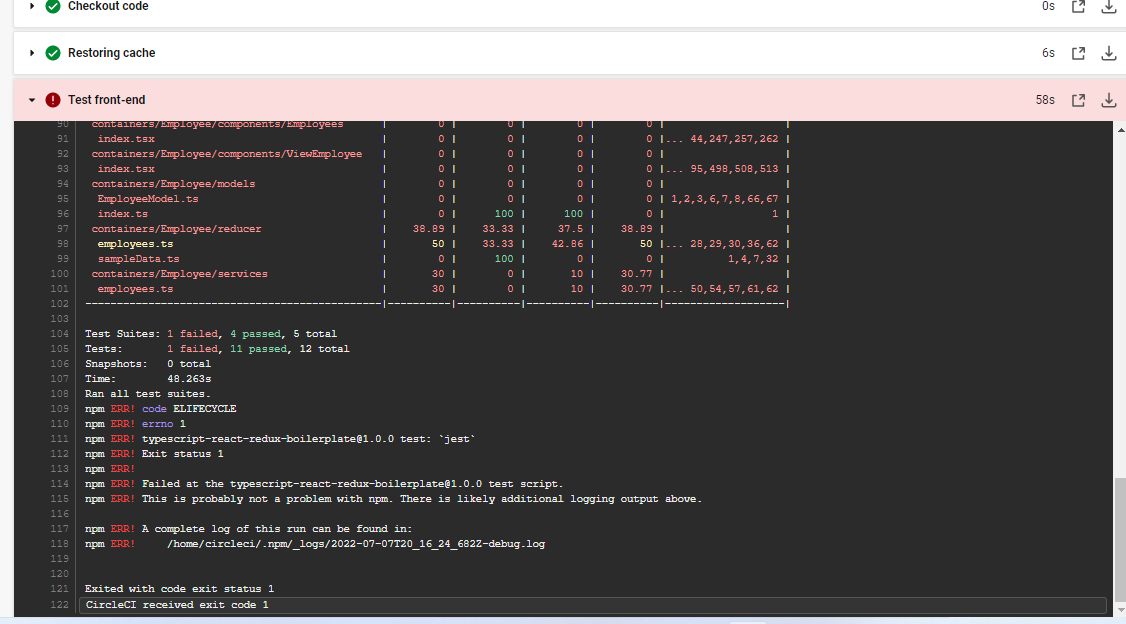 Checkout code 0s
Restoring cache 6s
Test front-end 58s
90 containers/Employee/components/Employees | 0 | 0 | 0 | 0 | |
91 index.tsx | 0 | 0 | 0 | 0 |... 44,247,257,262 |
92 containers/Employee/components/ViewEmployee | 0 | 0 | 0 | 0 | |
93 index.tsx | 0 | 0 | 0 | 0 |... 95,498,508,513 |
94 containers/Employee/models | 0 | 0 | 0 | 0 | |
95 EmployeeModel.ts | 0 | 0 | 0 | 0 | 1,2,3,6,7,8,66,67 |
96 index.ts | 0 | 100 | 100 | 0 | 1 |
97 containers/Employee/reducer | 38.89 | 33.33 | 37.5 | 38.89 | |
98 employees.ts | 50 | 33.33 | 42.86 | 50 |... 28,29,30,36,62 |
99 sampleData.ts | 0 | 100 | 0 | 0 | 1,4,7,32 |
100 containers/Employee/services | 30 | 0 | 10 | 30.77 | |
101 employees.ts | 30 | 0 | 10 | 30.77 |... 50,54,57,61,62 |
102 -----------------------------------------------|----------|----------|----------|----------|-------------------|
103
104 Test Suites: 1 failed, 4 passed, 5 total
105 Tests: 1 failed, 11 passed, 12 total
106 Snapshots: 0 total
107 Time: 48.263s
108 Ran all test suites.
109 npm ERR! code ELIFECYCLE
110 npm ERR! errno 1
111 npm ERR! typescript-react-redux-boilerplate@1.0.0 test: `jest`
112 npm ERR! Exit status 1
113 npm ERR!
114 npm ERR! Failed at the typescript-react-redux-boilerplate@1.0.0 test script.
115 npm ERR! This is probably not a problem with npm. There is likely additional logging output above.
116
117 npm ERR! A complete log of this run can be found in:
118 npm ERR! /home/circleci/.npm/_logs/2022-07-07T20_16_24_682Z-debug.log
119
120
121 Exited with code exit status 1
122 CircleCI received exit code 1